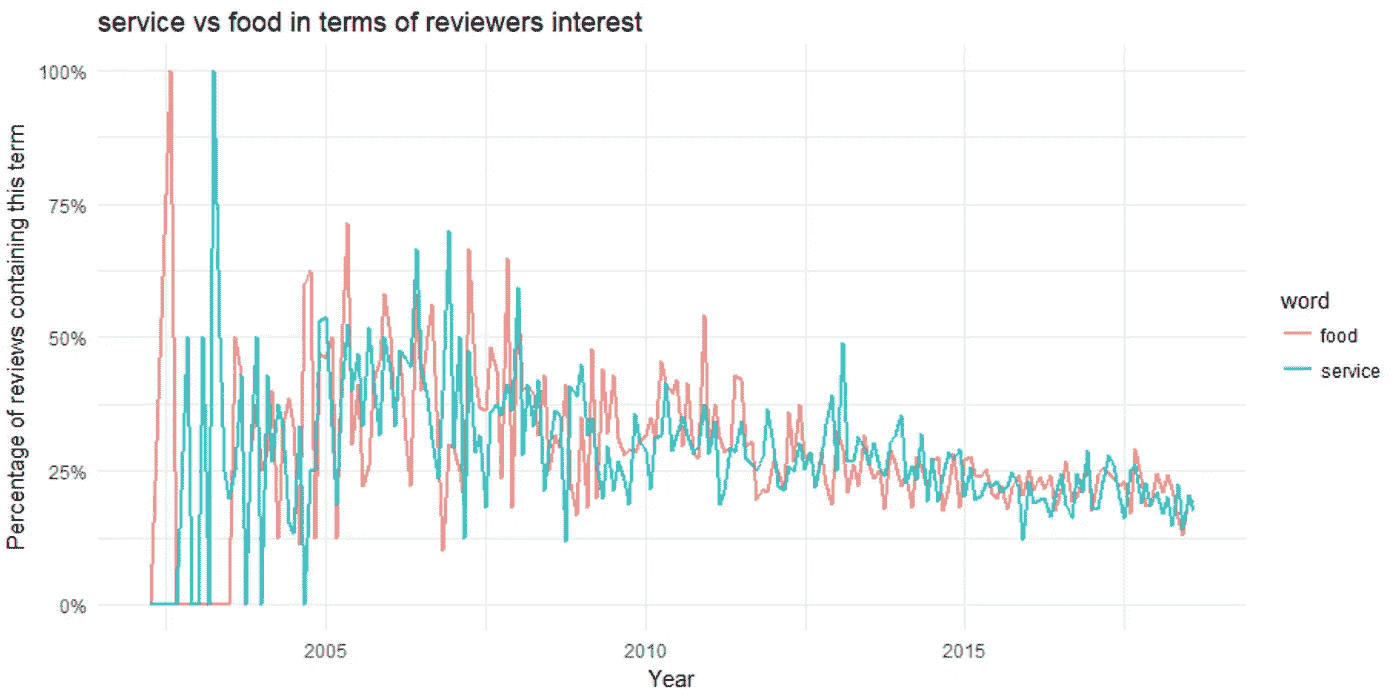 service vs food in terms of reviewers interest
Percentage of reviews containing this term
100%
75%
50%
25%
0%
2005
2010
2015
Year
word
food
service